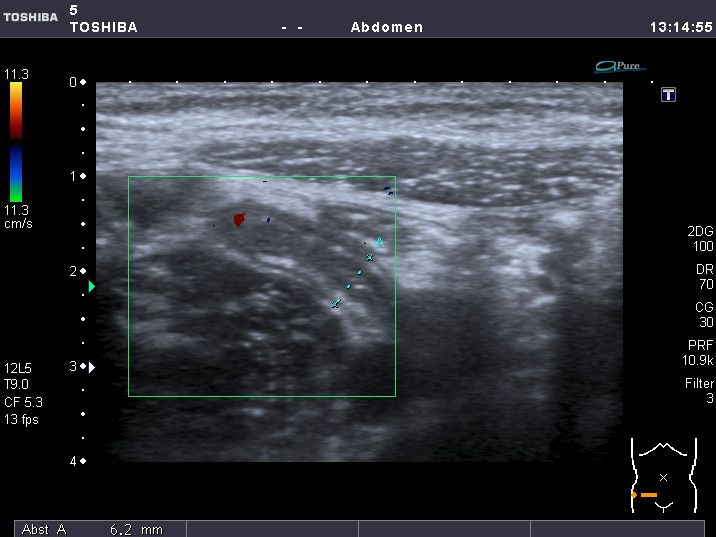 TOSHIBA
5
TOSHIBA - - Abdomen 13:14:55
aPure
T
11.3
11.3
cm/s
0
1
2
3
4
A
2DG
100
DR
70
CG
30
PRF
10.9k
Filter
3
12L5
T9.0
CF 5.3
13 fps
Abst A 6.2 mm